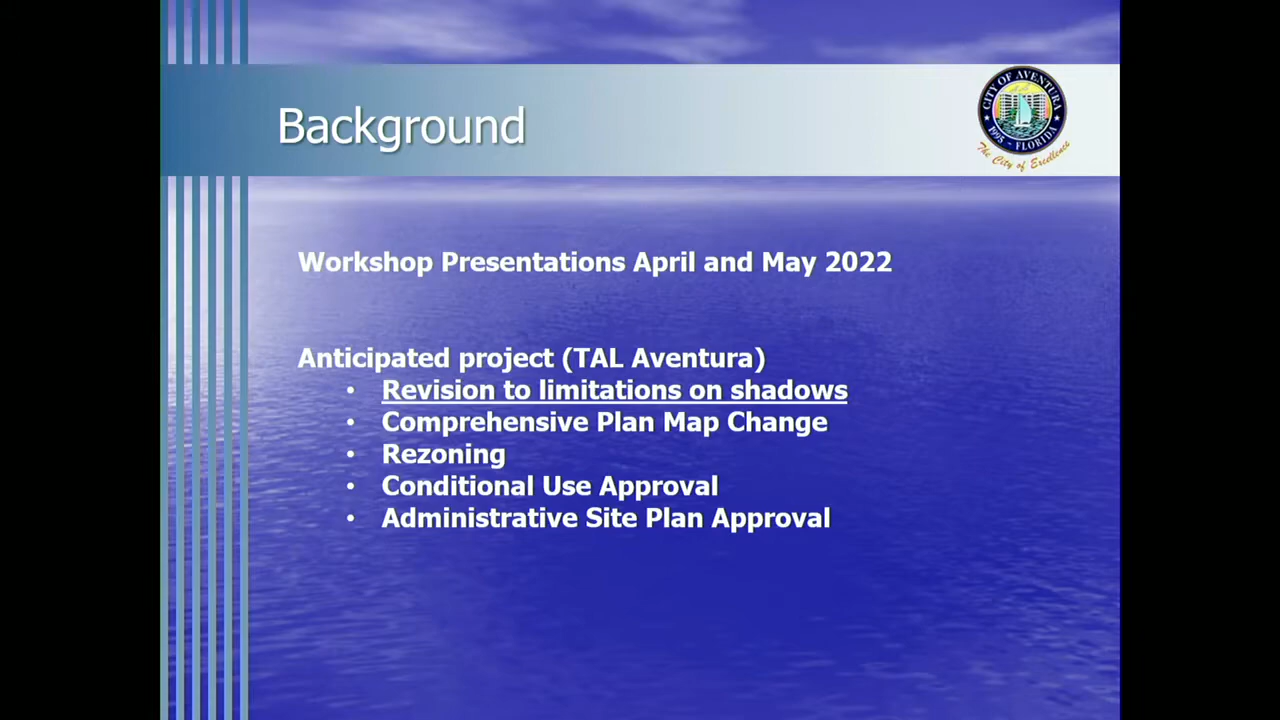 Background
CITY OF AVENTURA
1995 - FLORIDA
The City of Excellence
Workshop Presentations April and May 2022
Anticipated project (TAL Aventura)
• Revision to limitations on shadows
• Comprehensive Plan Map Change
• Rezoning
• Conditional Use Approval
• Administrative Site Plan Approval